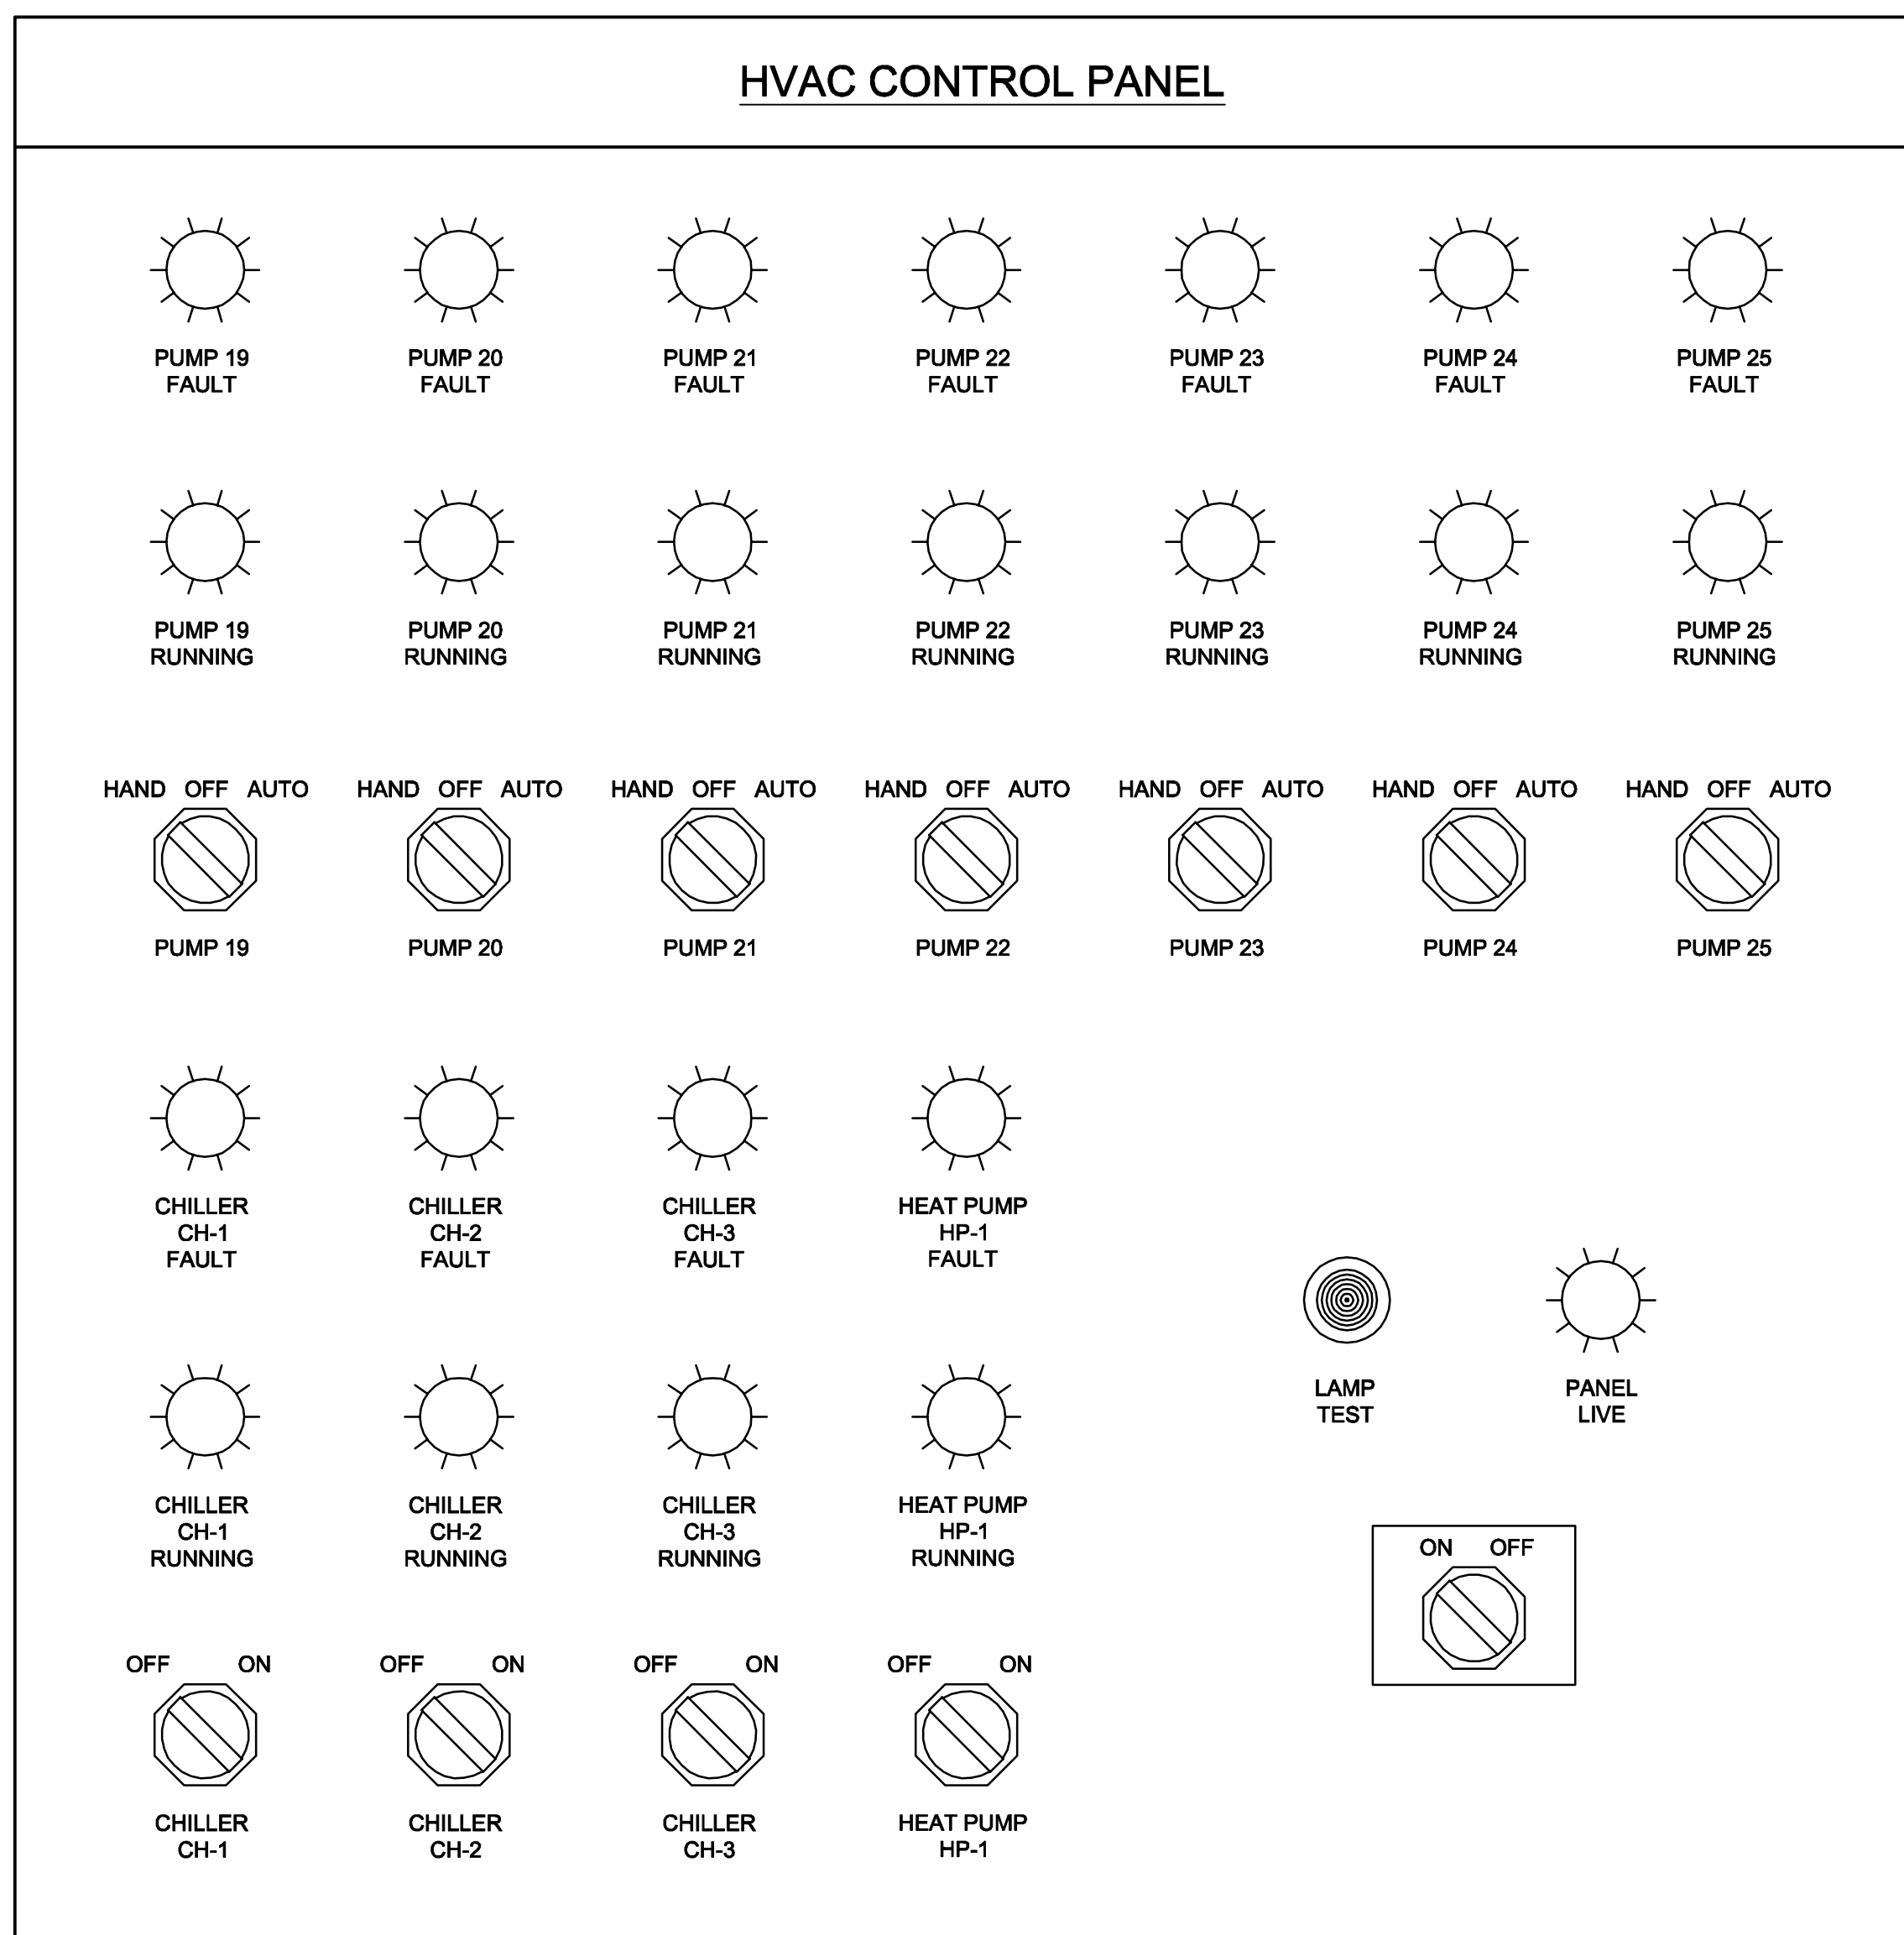 HVAC CONTROL PANEL
PUMP 19 PUMP 20 PUMP 21 PUMP 22 PUMP 23 PUMP 24 PUMP 25
FAULT FAULT FAULT FAULT FAULT FAULT FAULT
PUMP 19 PUMP 20 PUMP 21 PUMP 22 PUMP 23 PUMP 24 PUMP 25
RUNNING RUNNING RUNNING RUNNING RUNNING RUNNING RUNNING
HAND OFF AUTO HAND OFF AUTO HAND OFF AUTO HAND OFF AUTO HAND OFF AUTO HAND OFF AUTO HAND OFF AUTO
PUMP 19 PUMP 20 PUMP 21 PUMP 22 PUMP 23 PUMP 24 PUMP 25
CHILLER CHILLER CHILLER HEAT PUMP
CH-1 CH-2 CH-3 HP-1
FAULT FAULT FAULT FAULT
LAMP PANEL
TEST LIVE
CHILLER CHILLER CHILLER HEAT PUMP
CH-1 CH-2 CH-3 HP-1
RUNNING RUNNING RUNNING RUNNING
ON OFF
OFF ON OFF ON OFF ON OFF ON
CHILLER CHILLER CHILLER HEAT PUMP
CH-1 CH-2 CH-3 HP-1